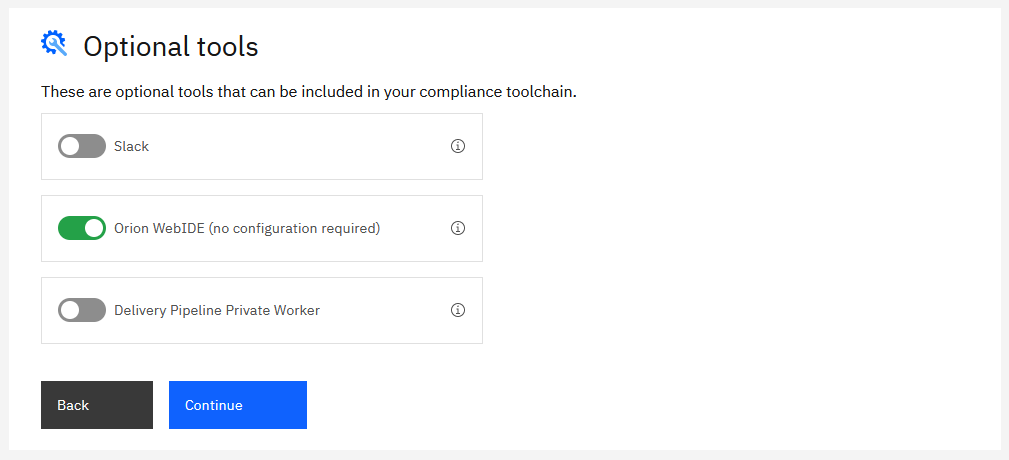 Optional tools
These are optional tools that can be included in your compliance toolchain.
Slack
Orion WebIDE (no configuration required)
Delivery Pipeline Private Worker
Back
Continue